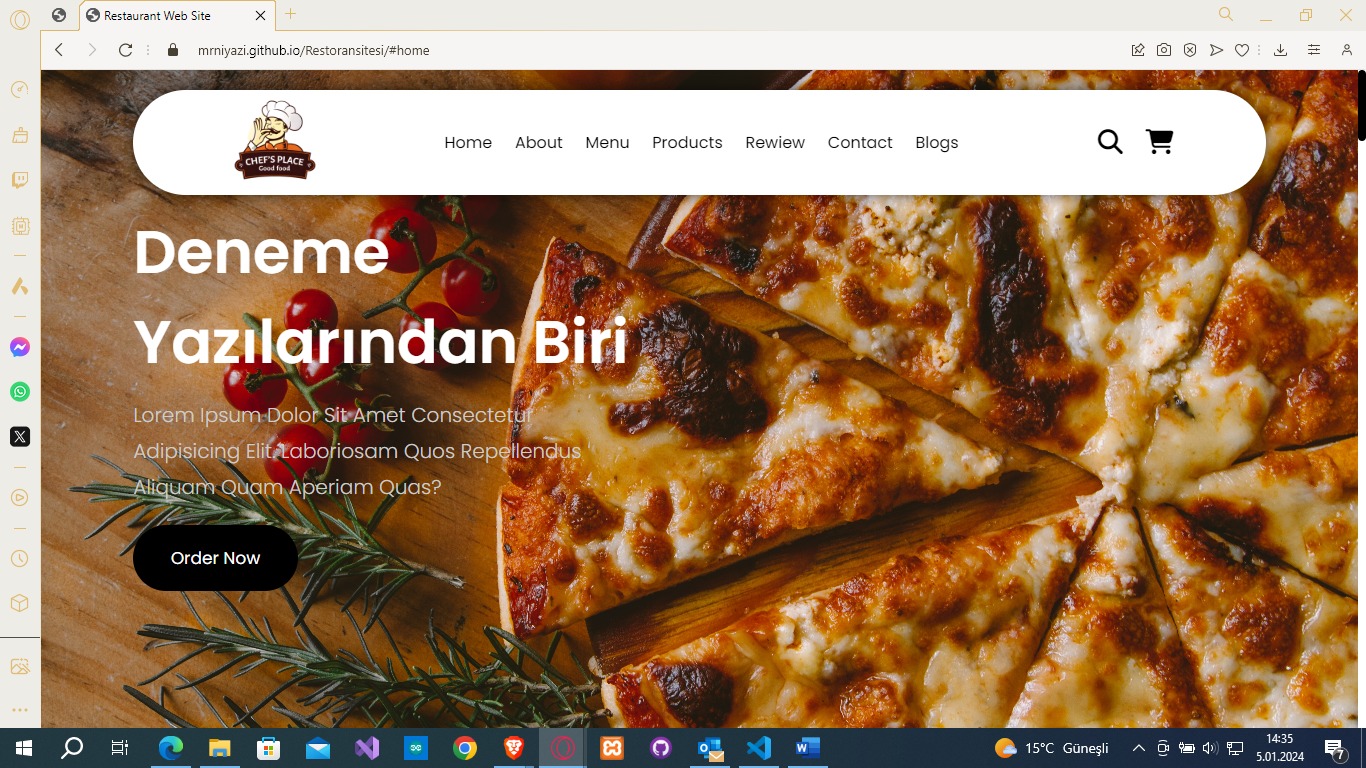 Restaurant Web Site
mrniyazi.github.io/Restoransitesi/#home
CHEF'S PLACE
Good food
Home About Menu Products Rewiew Contact Blogs
Deneme
Yazılarından Biri
Lorem Ipsum Dolor Sit Amet Consectetur
Adipisicing Elit. Laboriosam Quos Repellendus
Aliquam Quam Aperiam Quas?
Order Now
15°C Güneşli
14:35
5.01.2024
7